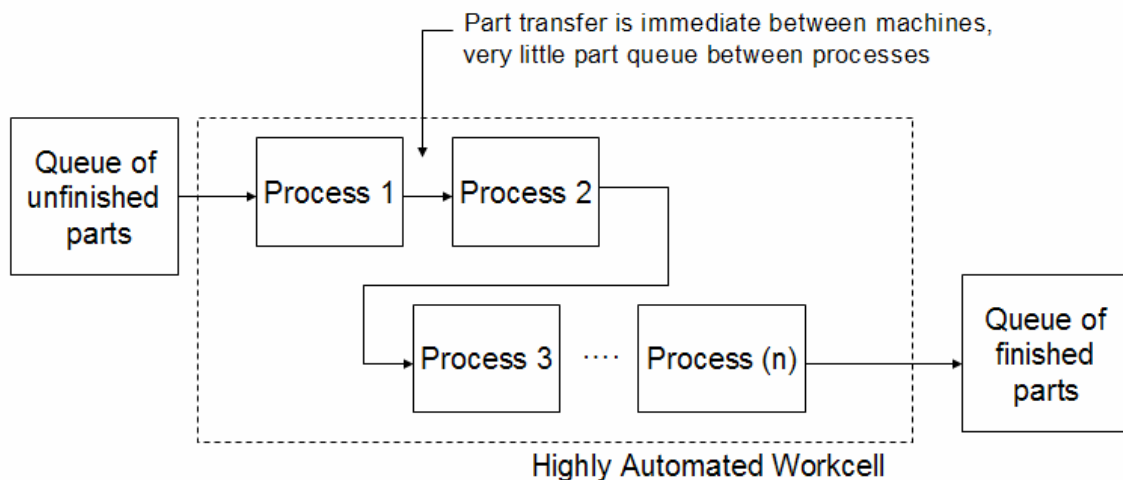 Part transfer is immediate between machines,
very little part queue between processes
Queue of
unfinished
parts
Process 1
Process 2
Process 3
....
Process (n)
Queue of
finished
parts
Highly Automated Workcell